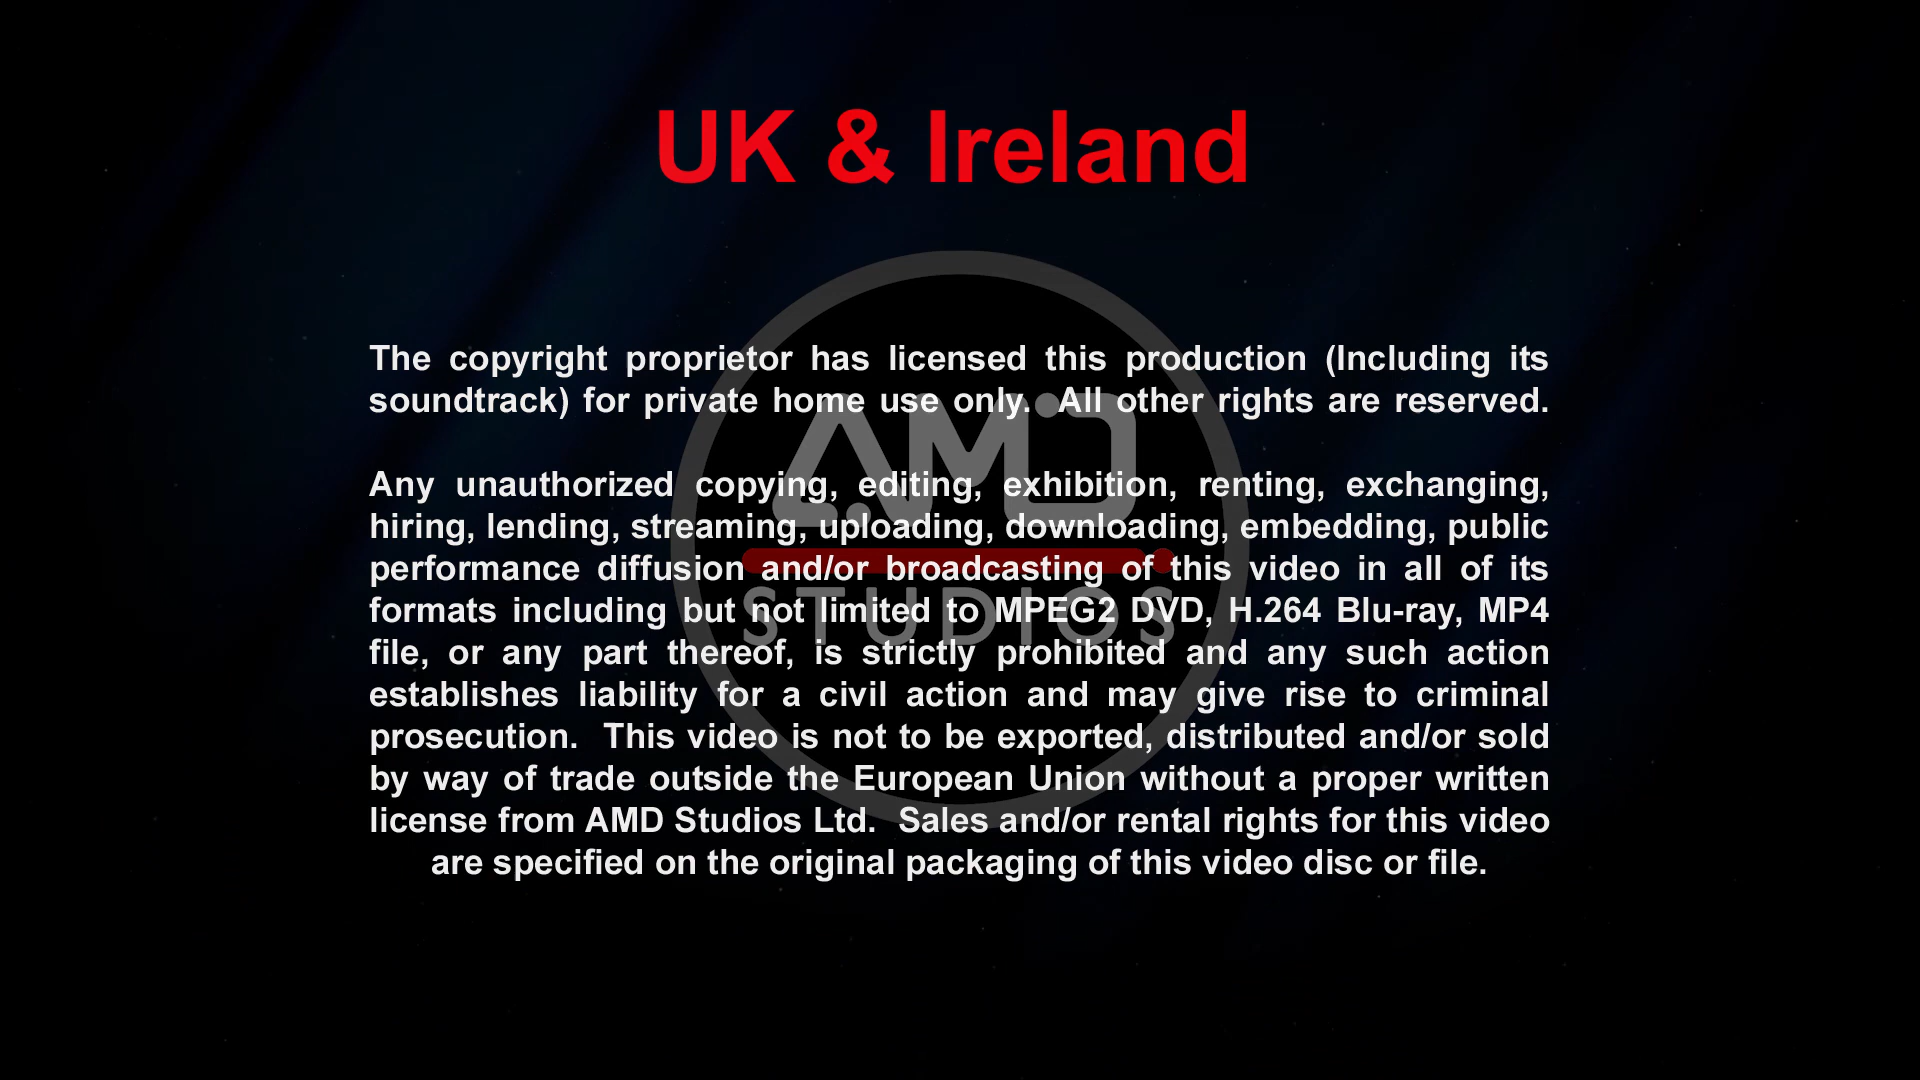 UK & Ireland
The copyright proprietor has licensed this production (Including its
soundtrack) for private home use only.  All other rights are reserved.
Any unauthorized copying, editing, exhibition, renting, exchanging,
hiring, lending, streaming, uploading, downloading, embedding, public
performance diffusion and/or broadcasting of this video in all of its
formats including but not limited to MPEG2 DVD, H.264 Blu-ray, MP4
file, or any part thereof, is strictly prohibited and any such action
establishes liability for a civil action and may give rise to criminal
prosecution.  This video is not to be exported, distributed and/or sold
by way of trade outside the European Union without a proper written
license from AMD Studios Ltd.  Sales and/or rental rights for this video
are specified on the original packaging of this video disc or file.
AMD
STUDIOS